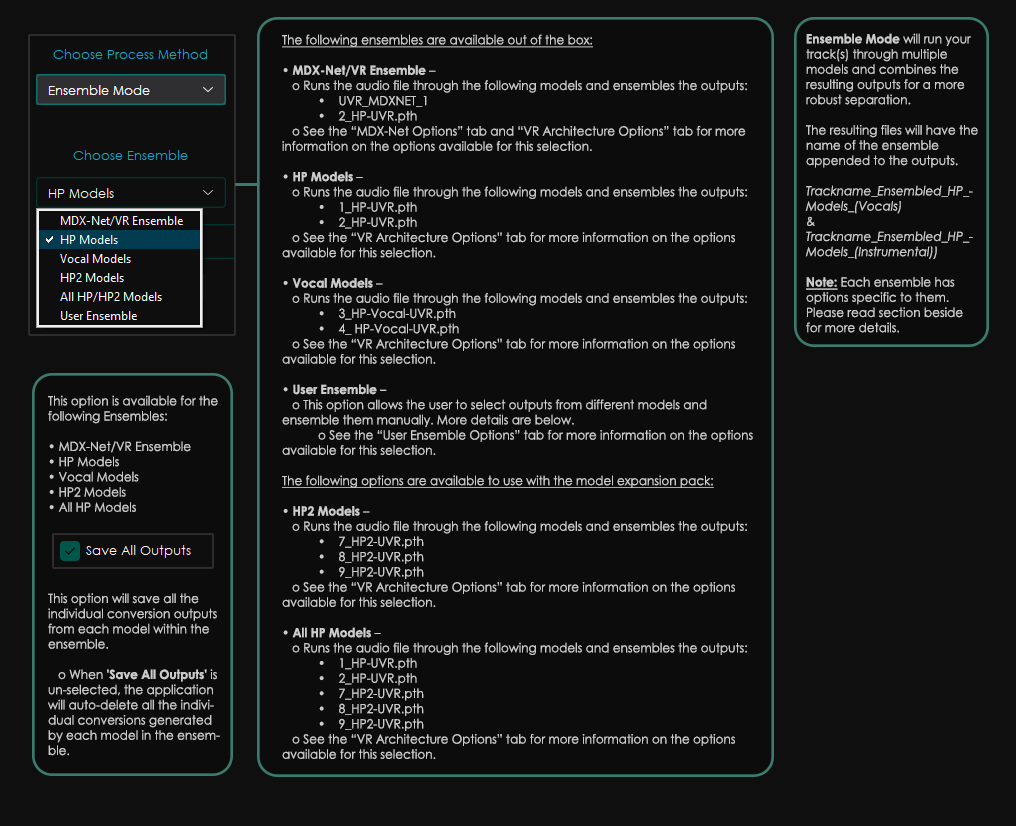 Choose Process Method
Ensemble Mode
Choose Ensemble
HP Models
MDX-Net/VR Ensemble
✔ HP Models
Vocal Models
HP2 Models
All HP/HP2 Models
User Ensemble
This option is available for the
following Ensembles:
• MDX-Net/VR Ensemble
• HP Models
• Vocal Models
• HP2 Models
• All HP Models
Save All Outputs
This option will save all the
individual conversion outputs
from each model within the
ensemble.
o When 'Save All Outputs' is
un-selected, the application
will auto-delete all the indivi-
dual conversions generated
by each model in the ensem-
ble.
The following ensembles are available out of the box:
• MDX-Net/VR Ensemble –
o Runs the audio file through the following models and ensembles the outputs:
• UVR_MDXNET_1
• 2_HP-UVR.pth
o See the “MDX-Net Options” tab and “VR Architecture Options” tab for more
information on the options available for this selection.
• HP Models –
o Runs the audio file through the following models and ensembles the outputs:
• 1_HP-UVR.pth
• 2_HP-UVR.pth
o See the “VR Architecture Options” tab for more information on the options
available for this selection.
• Vocal Models –
o Runs the audio file through the following models and ensembles the outputs:
• 3_HP-Vocal-UVR.pth
• 4_ HP-Vocal-UVR.pth
o See the “VR Architecture Options” tab for more information on the options
available for this selection.
• User Ensemble –
o This option allows the user to select outputs from different models and
ensemble them manually. More details are below.
o See the “User Ensemble Options” tab for more information on the options
available for this selection.
The following options are available to use with the model expansion pack:
• HP2 Models –
o Runs the audio file through the following models and ensembles the outputs:
• 7_HP2-UVR.pth
• 8_HP2-UVR.pth
• 9_HP2-UVR.pth
o See the “VR Architecture Options” tab for more information on the options
available for this selection.
• All HP Models –
o Runs the audio file through the following models and ensembles the outputs:
• 1_HP-UVR.pth
• 2_HP-UVR.pth
• 7_HP2-UVR.pth
• 8_HP2-UVR.pth
• 9_HP2-UVR.pth
o See the “VR Architecture Options” tab for more information on the options
available for this selection.
Ensemble Mode will run your
track(s) through multiple
models and combines the
resulting outputs for a more
robust separation.
The resulting files will have the
name of the ensemble
appended to the outputs.
Trackname_Ensembled_HP_-
Models_(Vocals)
&
Trackname_Ensembled_HP_-
Models_(Instrumental))
Note: Each ensemble has
options specific to them.
Please read section beside
for more details.